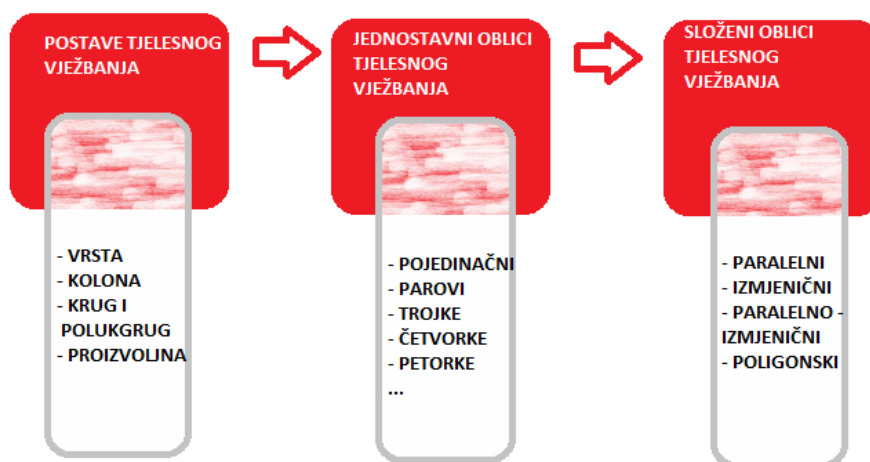 POSTAVE TJELESNOG
VJEŽBANJA
- VRSTA
- KOLONA
- KRUG I
POLUKGRUG
- PROIZVOLJNA
JEDNOSTAVNI OBLICI
TJELESNOG
VJEŽBANJA
- POJEDINAČNI
- PAROVI
- TROJKE
- ČETVORKE
- PETORKE
...
SLOŽENI OBLICI
TJELESNOG
VJEŽBANJA
- PARALELNI
- IZMJENIČNI
- PARALELNO -
IZMJENIČNI
- POLIGONSKI